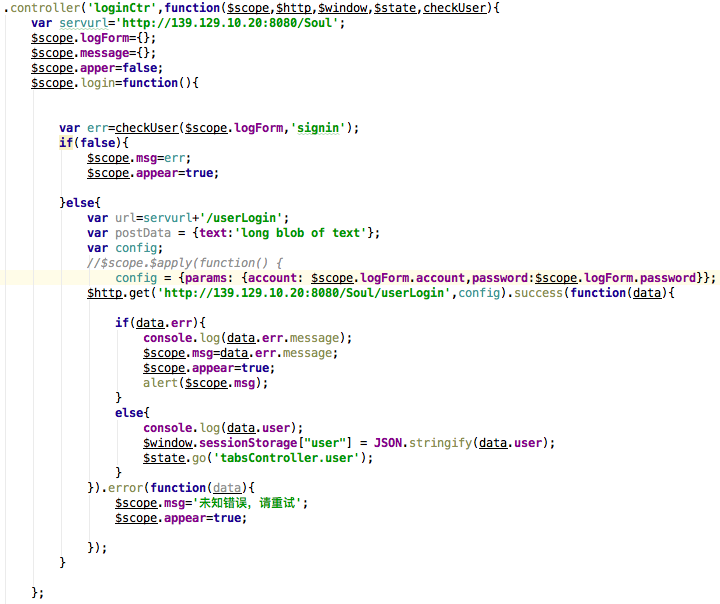 .controller('loginCtr',function($scope,$http,$window,$state,checkUser){
var servurl='http://139.129.10.20:8080/Soul';
$scope.logForm={};
$scope.message={};
$scope.apper=false;
$scope.login=function(){
var err=checkUser($scope.logForm,'signin');
if(false){
$scope.msg=err;
$scope.appear=true;
}else{
var url=servurl+'/userLogin';
var postData = {text:'long blob of text'};
var config;
//$scope.$apply(function() {
config = {params: {account: $scope.logForm.account,password:$scope.logForm.password}};
$http.get('http://139.129.10.20:8080/Soul/userLogin',config).success(function(data){
if(data.err){
console.log(data.err.message);
$scope.msg=data.err.message;
$scope.appear=true;
alert($scope.msg);
}
else{
console.log(data.user);
$window.sessionStorage["user"] = JSON.stringify(data.user);
$state.go('tabsController.user');
}
}).error(function(data){
$scope.msg='未知错误，请重试';
$scope.appear=true;
});
}
};